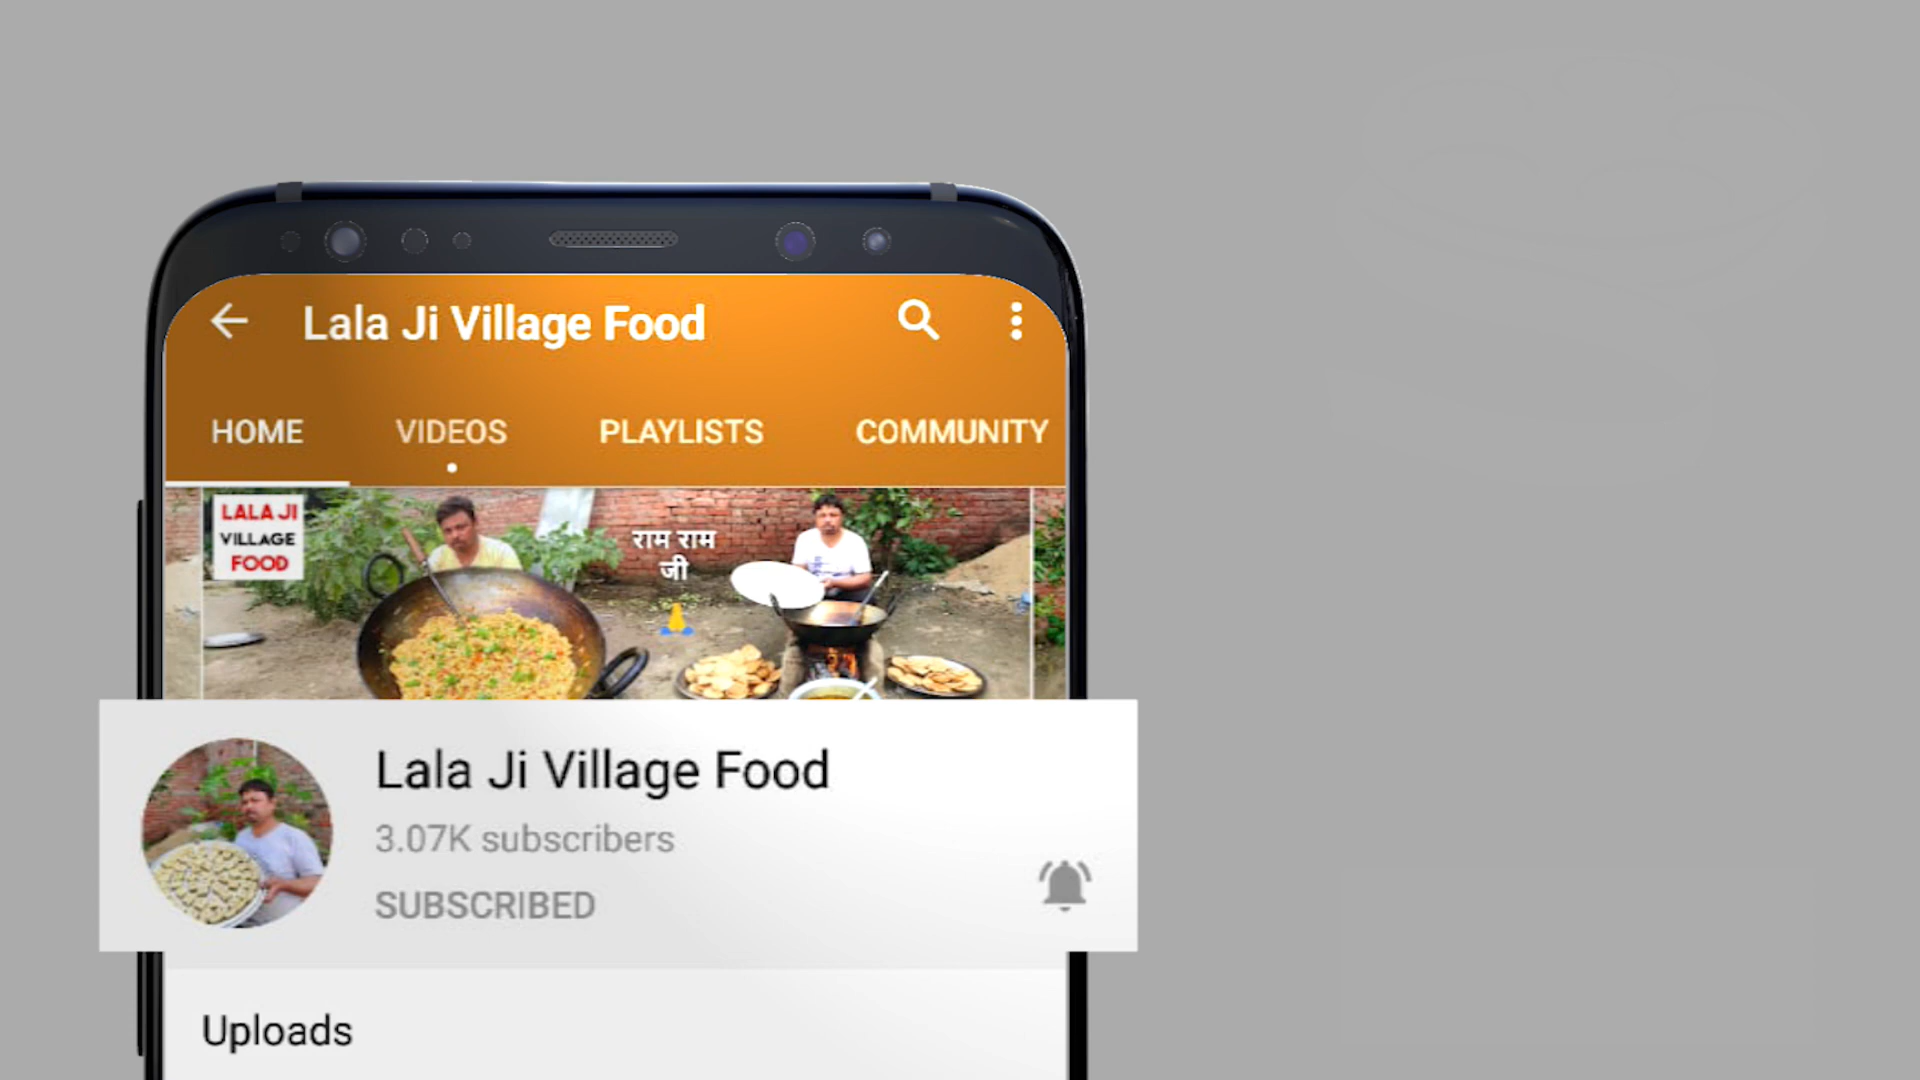 Lala Ji Village Food
HOME VIDEOS PLAYLISTS COMMUNITY
LALA JI
VILLAGE
FOOD
राम राम
जी
Lala Ji Village Food
3.07K subscribers
SUBSCRIBED
Uploads